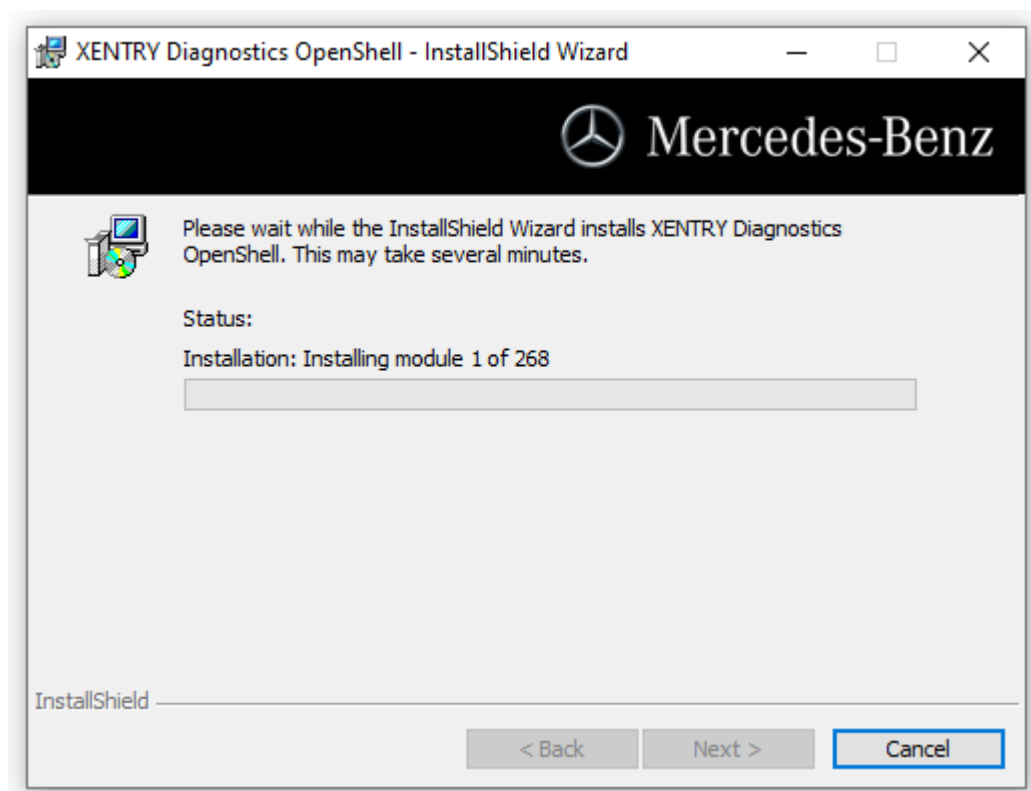 XENTRY Diagnostics OpenShell - InstallShield Wizard
Mercedes-Benz
Please wait while the InstallShield Wizard installs XENTRY Diagnostics
OpenShell. This may take several minutes.
Status:
Installation: Installing module 1 of 268
InstallShield
< Back
Next >
Cancel